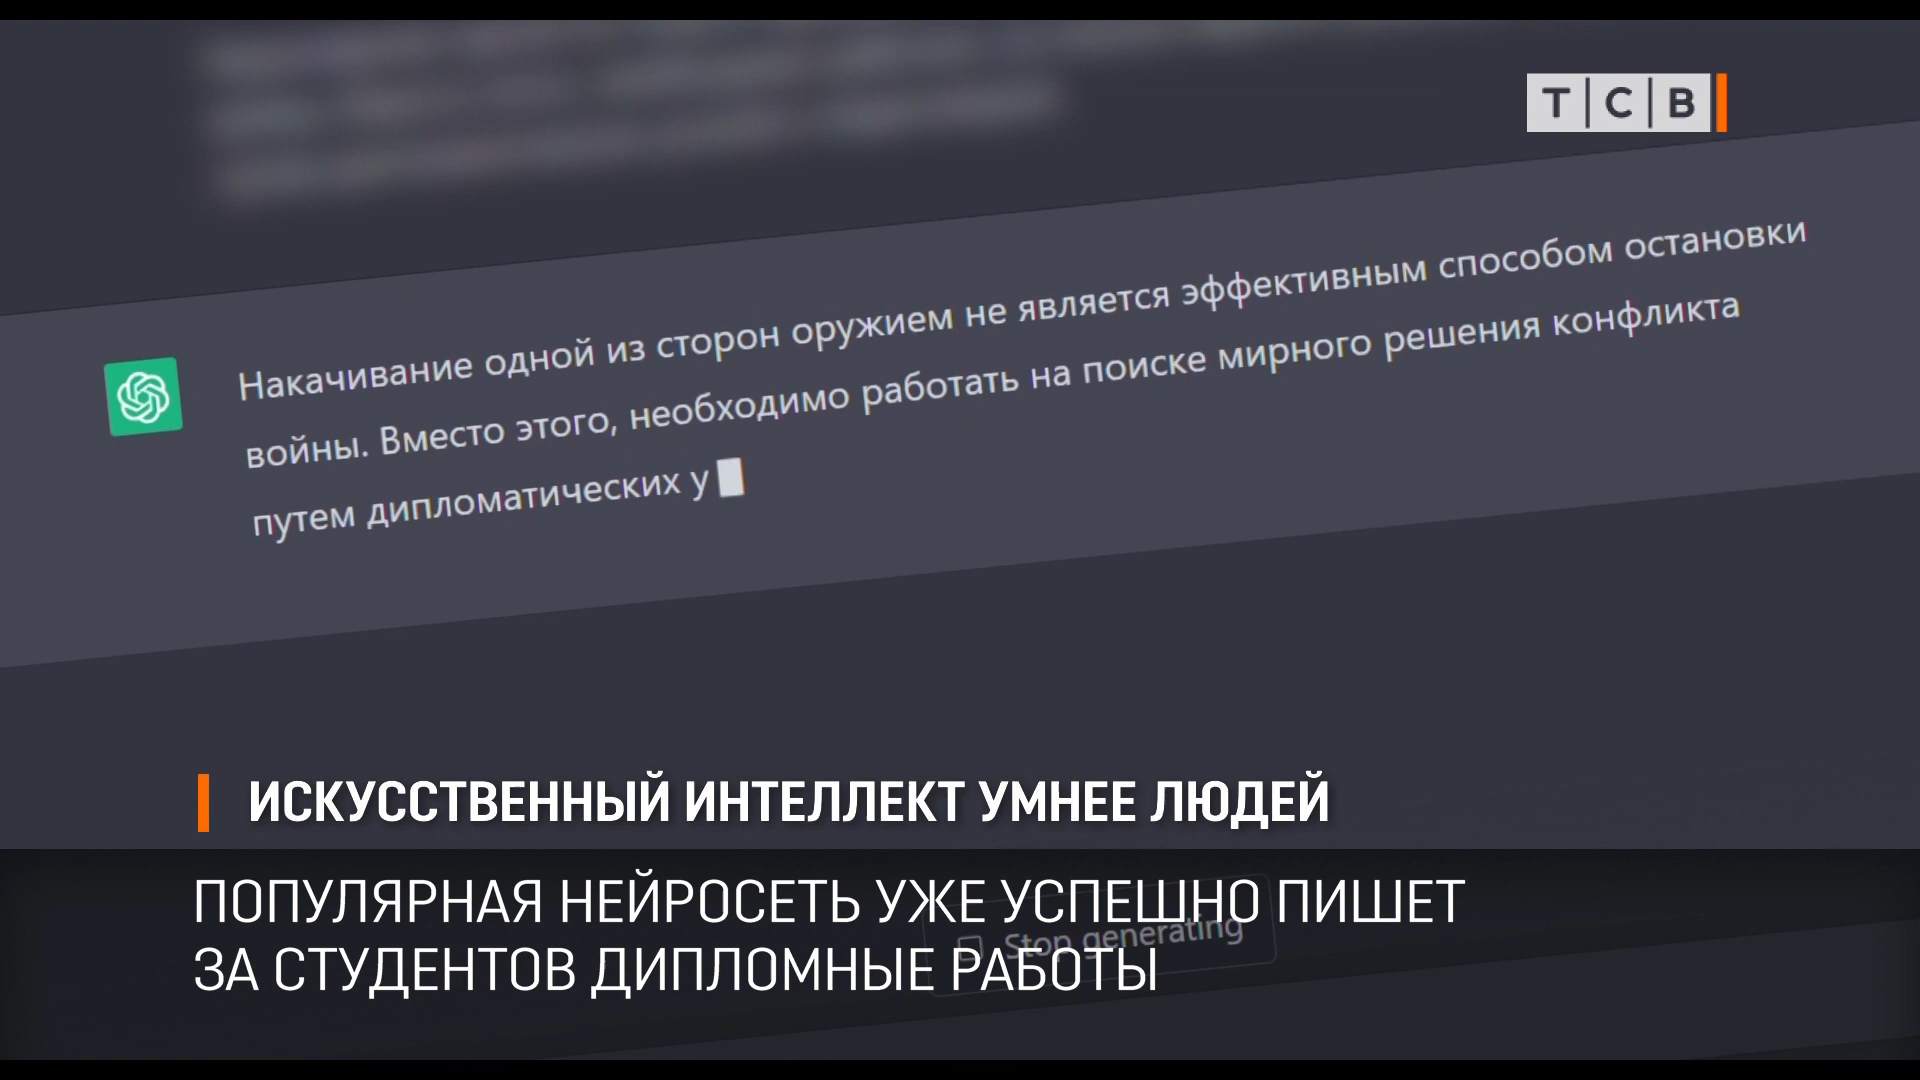 ТСВ
Накачивание одной из сторон оружием не является эффективным способом остановки
войны. Вместо этого, необходимо работать на поиске мирного решения конфликта
путем дипломатических у
ИСКУССТВЕННЫЙ ИНТЕЛЛЕКТ УМНЕЕ ЛЮДЕЙ
ПОПУЛЯРНАЯ НЕЙРОСЕТЬ УЖЕ УСПЕШНО ПИШЕТ
Stop generating
ЗА СТУДЕНТОВ ДИПЛОМНЫЕ РАБОТЫ